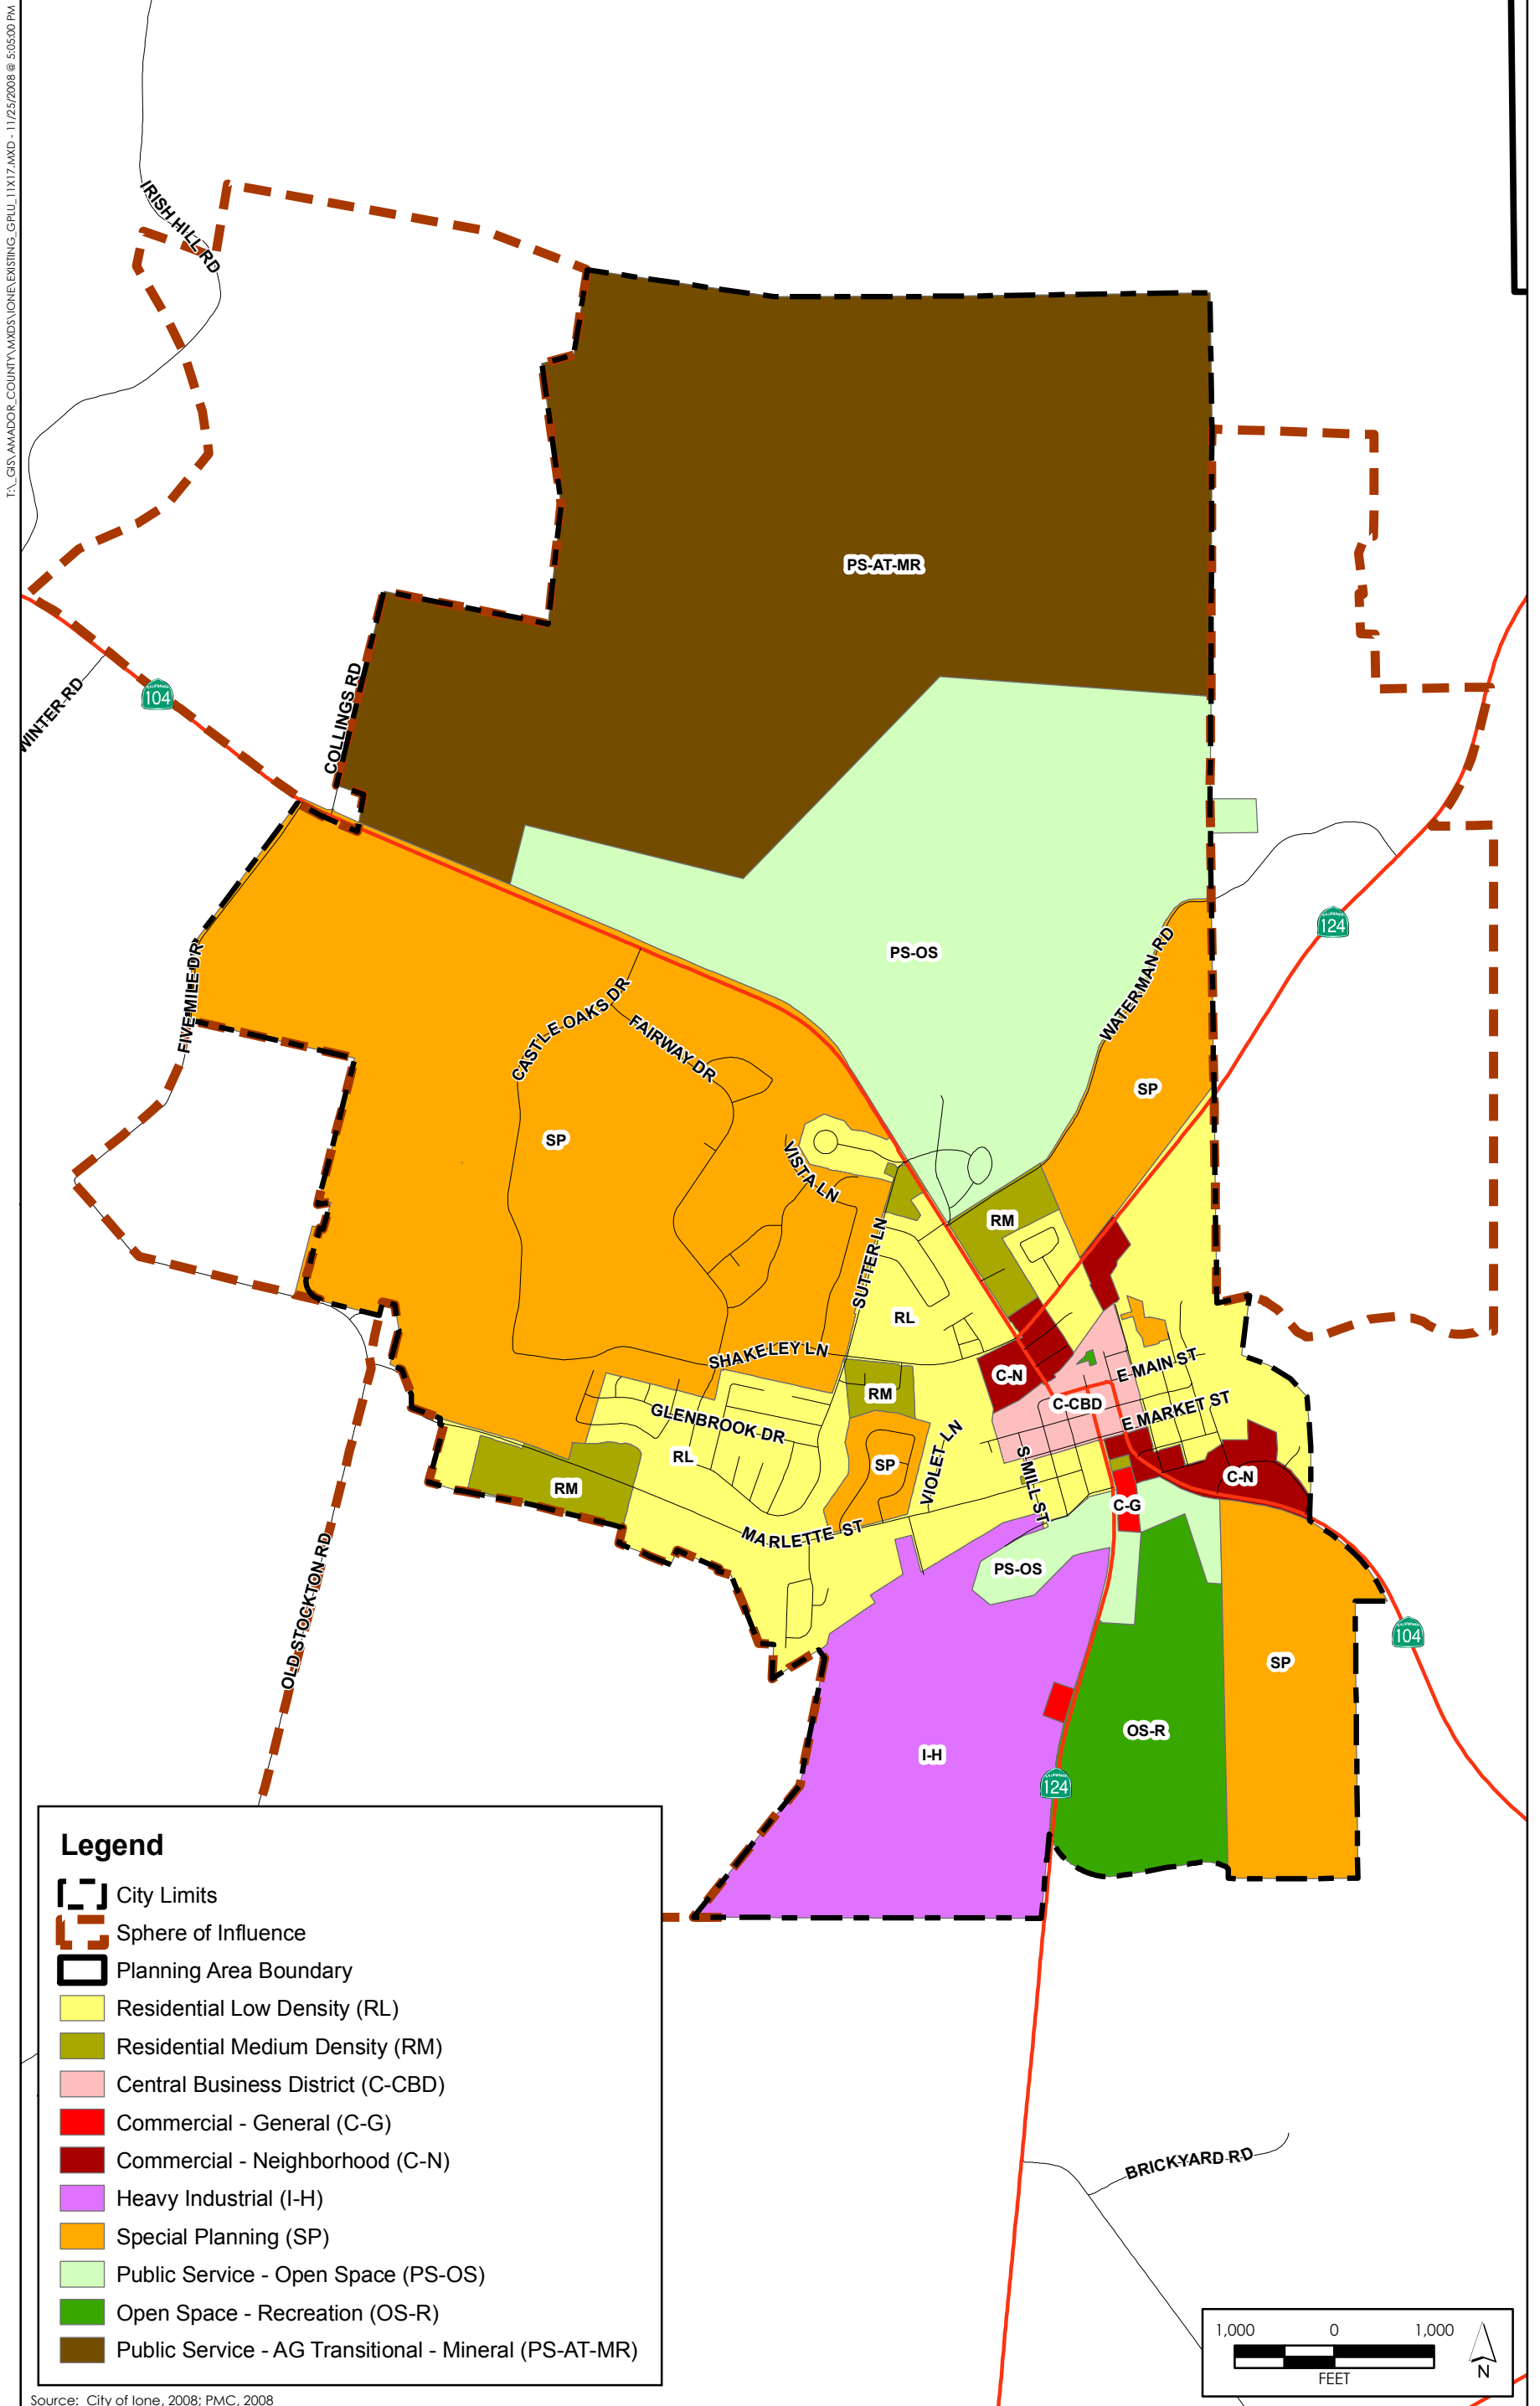 T:\_GIS\AMADOR_COUNTY\MXDS\IONE\EXISTING_GPLU_11X17.MXD - 11/25/2008 @ 5:05:00 PM
IRISH HILL RD
PS-AT-MR
COLLINGS RD
WINTER RD
104
124
PS-OS
WATERMAN RD
FIVE MILE DR
CASTLE OAKS DR
FAIRWAY DR
SP
SP
VISTA LN
RM
SUTTER LN
RL
SHAKELEY LN
C-N
E MAIN ST
RM
C-CBD
E MARKET ST
GLENBROOK DR
RL
SP
VIOLET LN
S MILL ST
C-N
RM
C-G
MARLETTE ST
PS-OS
OLD STOCKTON RD
104
SP
OS-R
I-H
124
BRICKYARD RD
Legend
City Limits
Sphere of Influence
Planning Area Boundary
Residential Low Density (RL)
Residential Medium Density (RM)
Central Business District (C-CBD)
Commercial - General (C-G)
Commercial - Neighborhood (C-N)
Heavy Industrial (I-H)
Special Planning (SP)
Public Service - Open Space (PS-OS)
Open Space - Recreation (OS-R)
Public Service - AG Transitional - Mineral (PS-AT-MR)
1,000 0 1,000
FEET
N
Source: City of Ione, 2008; PMC, 2008